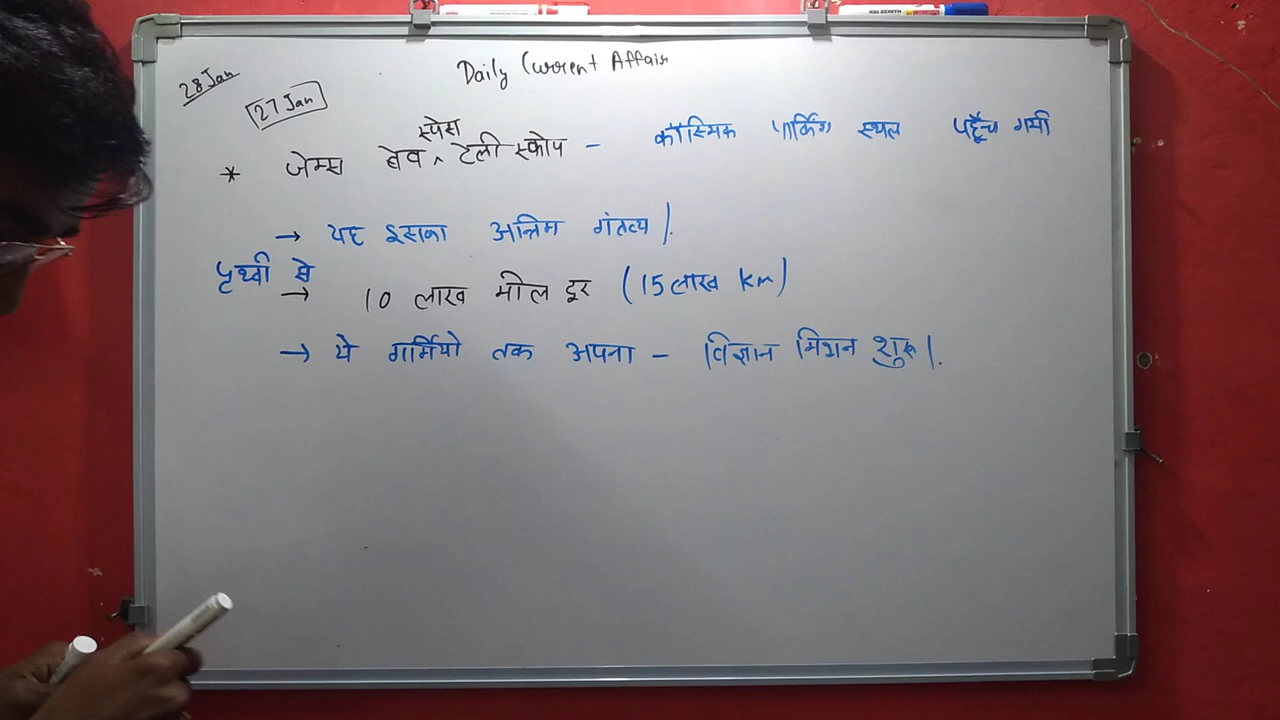 Daily Current Affair
28 Jan
27 Jan
* जेम्स वेब ^ स्पेस टेली स्कोप – कॉस्मिक पार्किंग स्थल पहूँच गयी
→ यह इसका अन्तिम गंतव्य |.
पृथ्वी से → 10 लाख मील दूर (15 लाख km)
→ ये गर्मियो तक अपना – विज्ञान मिशन शुरू |.